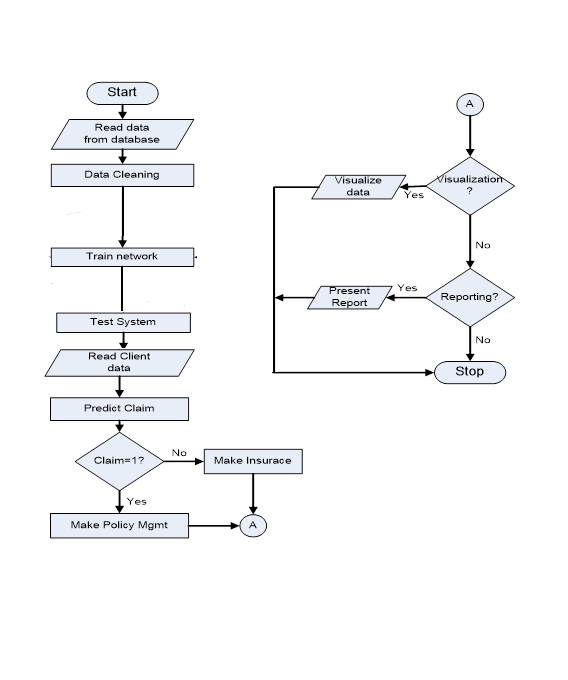 Start
Read data
from database
Data Cleaning
Train network
Test System
Read Client
data
Predict Claim
Claim=1?
No
Make Insurace
Yes
Make Policy Mgmt
A
A
Visualization
?
Yes
Visualize
data
No
Reporting?
Yes
Present
Report
No
Stop